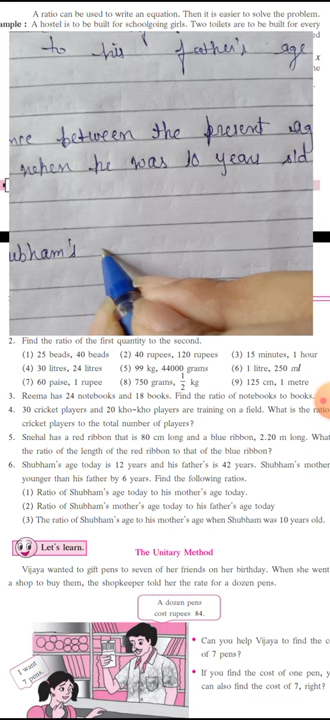 A ratio can be used to write an equation. Then it is easier to solve the problem.
ample : A hostel is to be built for schoolgoing girls. Two toilets are to be built for every
to his father's age
between the present ag
when he was 10 years old
ubham's
2. Find the ratio of the first quantity to the second.
(1) 25 beads, 40 beads (2) 40 rupees, 120 rupees (3) 15 minutes, 1 hour
(4) 30 litres, 24 litres (5) 99 kg, 44000 grams (6) 1 litre, 250 ml
(7) 60 paise, 1 rupee (8) 750 grams, 1/2 kg (9) 125 cm, 1 metre
3. Reema has 24 notebooks and 18 books. Find the ratio of notebooks to books.
4. 30 cricket players and 20 kho-kho players are training on a field. What is the ratio
cricket players to the total number of players?
5. Snehal has a red ribbon that is 80 cm long and a blue ribbon, 2.20 m long. What
the ratio of the length of the red ribbon to that of the blue ribbon?
6. Shubham's age today is 12 years and his father's is 42 years. Shubham's mother
younger than his father by 6 years. Find the following ratios.
(1) Ratio of Shubham's age today to his mother's age today.
(2) Ratio of Shubham's mother's age today to his father's age today
(3) The ratio of Shubham's age to his mother's age when Shubham was 10 years old.
Let's learn.
The Unitary Method
Vijaya wanted to gift pens to seven of her friends on her birthday. When she went
a shop to buy them, the shopkeeper told her the rate for a dozen pens.
A dozen pens
cost rupees 84.
I want
7 pens.
• Can you help Vijaya to find the c
of 7 pens?
• If you find the cost of one pen, y
can also find the cost of 7, right?